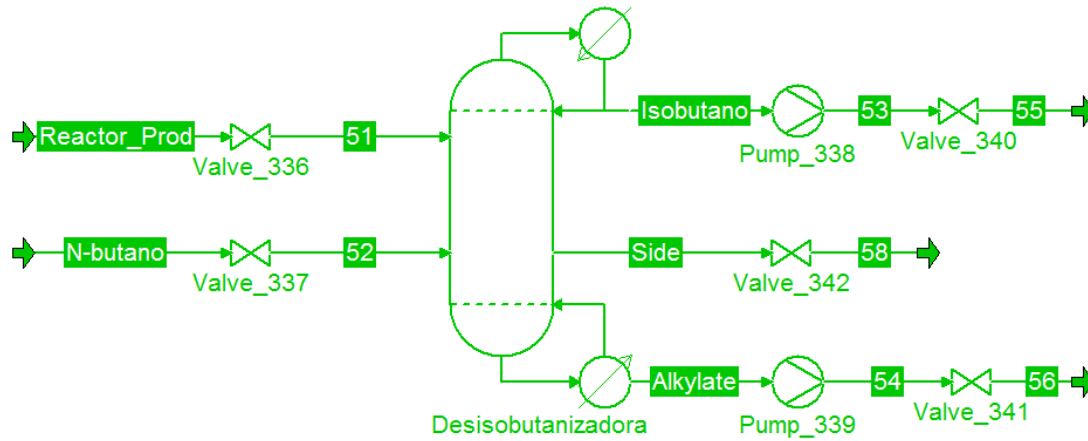 Isobutano
53
55
Reactor_Prod
51
Valve_340
Valve_336
Pump_338
N-butano
52
Side
58
Valve_337
Valve_342
Alkylate
54
56
Desisobutanizadora
Pump_339
Valve_341